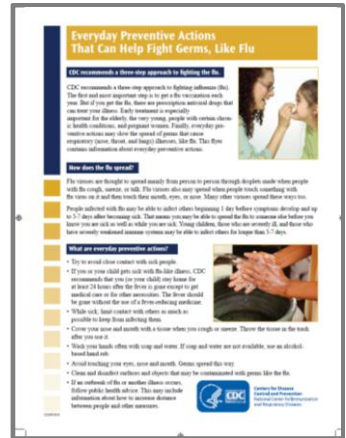 Everyday Preventive Actions
That Can Help Fight Germs, Like Flu
CDC recommends a three-step approach to fighting the flu.
CDC recommends a three-step approach to fighting influenza (flu).
The first and most important step is to get a flu vaccination each
year. But if you get the flu, there are prescription antiviral drugs that
can treat your illness. Early treatment is especially
important for the elderly, the very young, people with certain chron-
ic health conditions, and pregnant women. Finally, everyday pre-
ventive actions may slow the spread of germs that cause
respiratory (nose, throat, and lungs) illnesses, like flu. This flyer
contains information about everyday preventive actions.
How does the flu spread?
Flu viruses are thought to spread mainly from person to person through droplets made when people
with flu cough, sneeze, or talk. Flu viruses also may spread when people touch something with
flu virus on it and then touch their mouth, eyes, or nose. Many other viruses spread these ways too.
People infected with flu may be able to infect others beginning 1 day before symptoms develop and up
to 5-7 days after becoming sick. That means you may be able to spread the flu to someone else before you
know you are sick as well as while you are sick. Young children, those who are severely ill, and those who
have severely weakened immune systems may be able to infect others for longer than 5-7 days.
What are everyday preventive actions?
• Try to avoid close contact with sick people.
• If you or your child gets sick with flu-like illness, CDC
recommends that you (or your child) stay home for
at least 24 hours after the fever is gone except to get
medical care or for other necessities. The fever should
be gone without the use of a fever-reducing medicine.
• While sick, limit contact with others as much as
possible to keep from infecting them.
• Cover your nose and mouth with a tissue when you cough or sneeze. Throw the tissue in the trash
after you use it.
• Wash your hands often with soap and water. If soap and water are not available, use an alcohol-
based hand rub.
• Avoid touching your eyes, nose and mouth. Germs spread this way.
• Clean and disinfect surfaces and objects that may be contaminated with germs like the flu.
• If an outbreak of flu or another illness occurs,
follow public health advice. This may include
information about how to increase distance
between people and other measures.
CDC
Centers for Disease
Control and Prevention
National Center for Immunization
and Respiratory Diseases